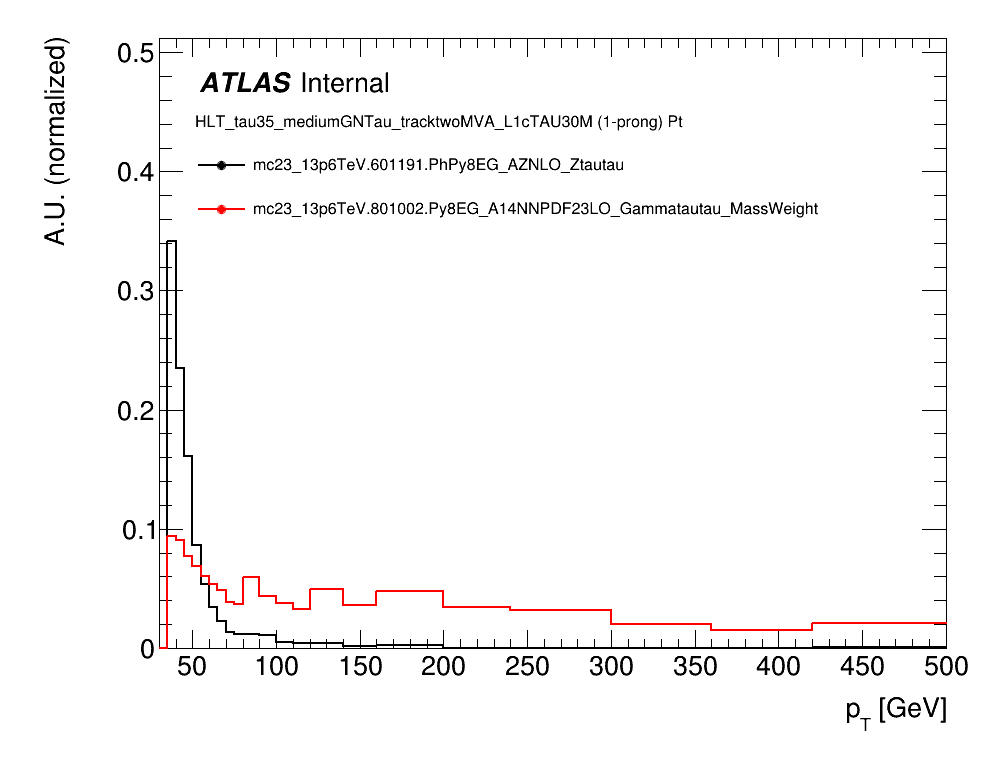 A.U. (normalized)
0.5
0.4
0.3
0.2
0.1
0
ATLAS Internal
HLT_tau35_mediumGNTau_tracktwoMVA_L1cTAU30M (1-prong) Pt
mc23_13p6TeV.601191.PhPy8EG_AZNLO_Ztautau
mc23_13p6TeV.801002.Py8EG_A14NNPDF23LO_Gammatautau_MassWeight
50 100 150 200 250 300 350 400 450 500
p_T [GeV]